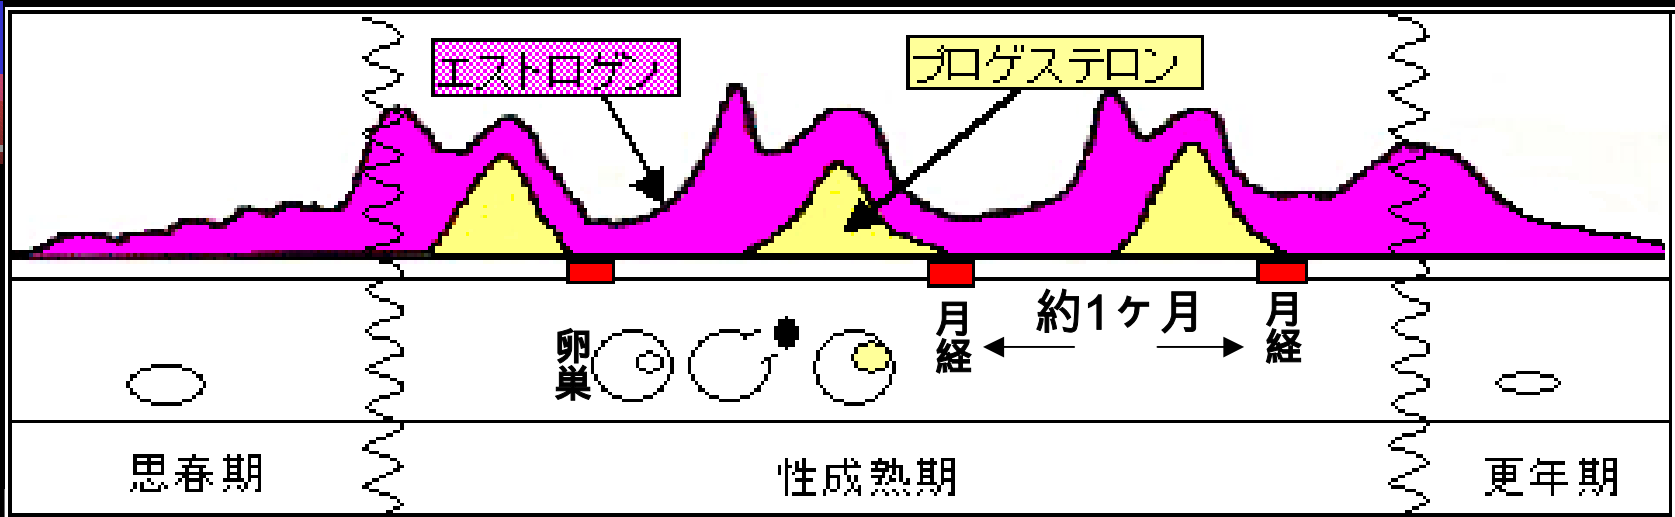 エストロゲン
プロゲステロン
卵巣
月経
約1ヶ月
月経
思春期
性成熟期
更年期